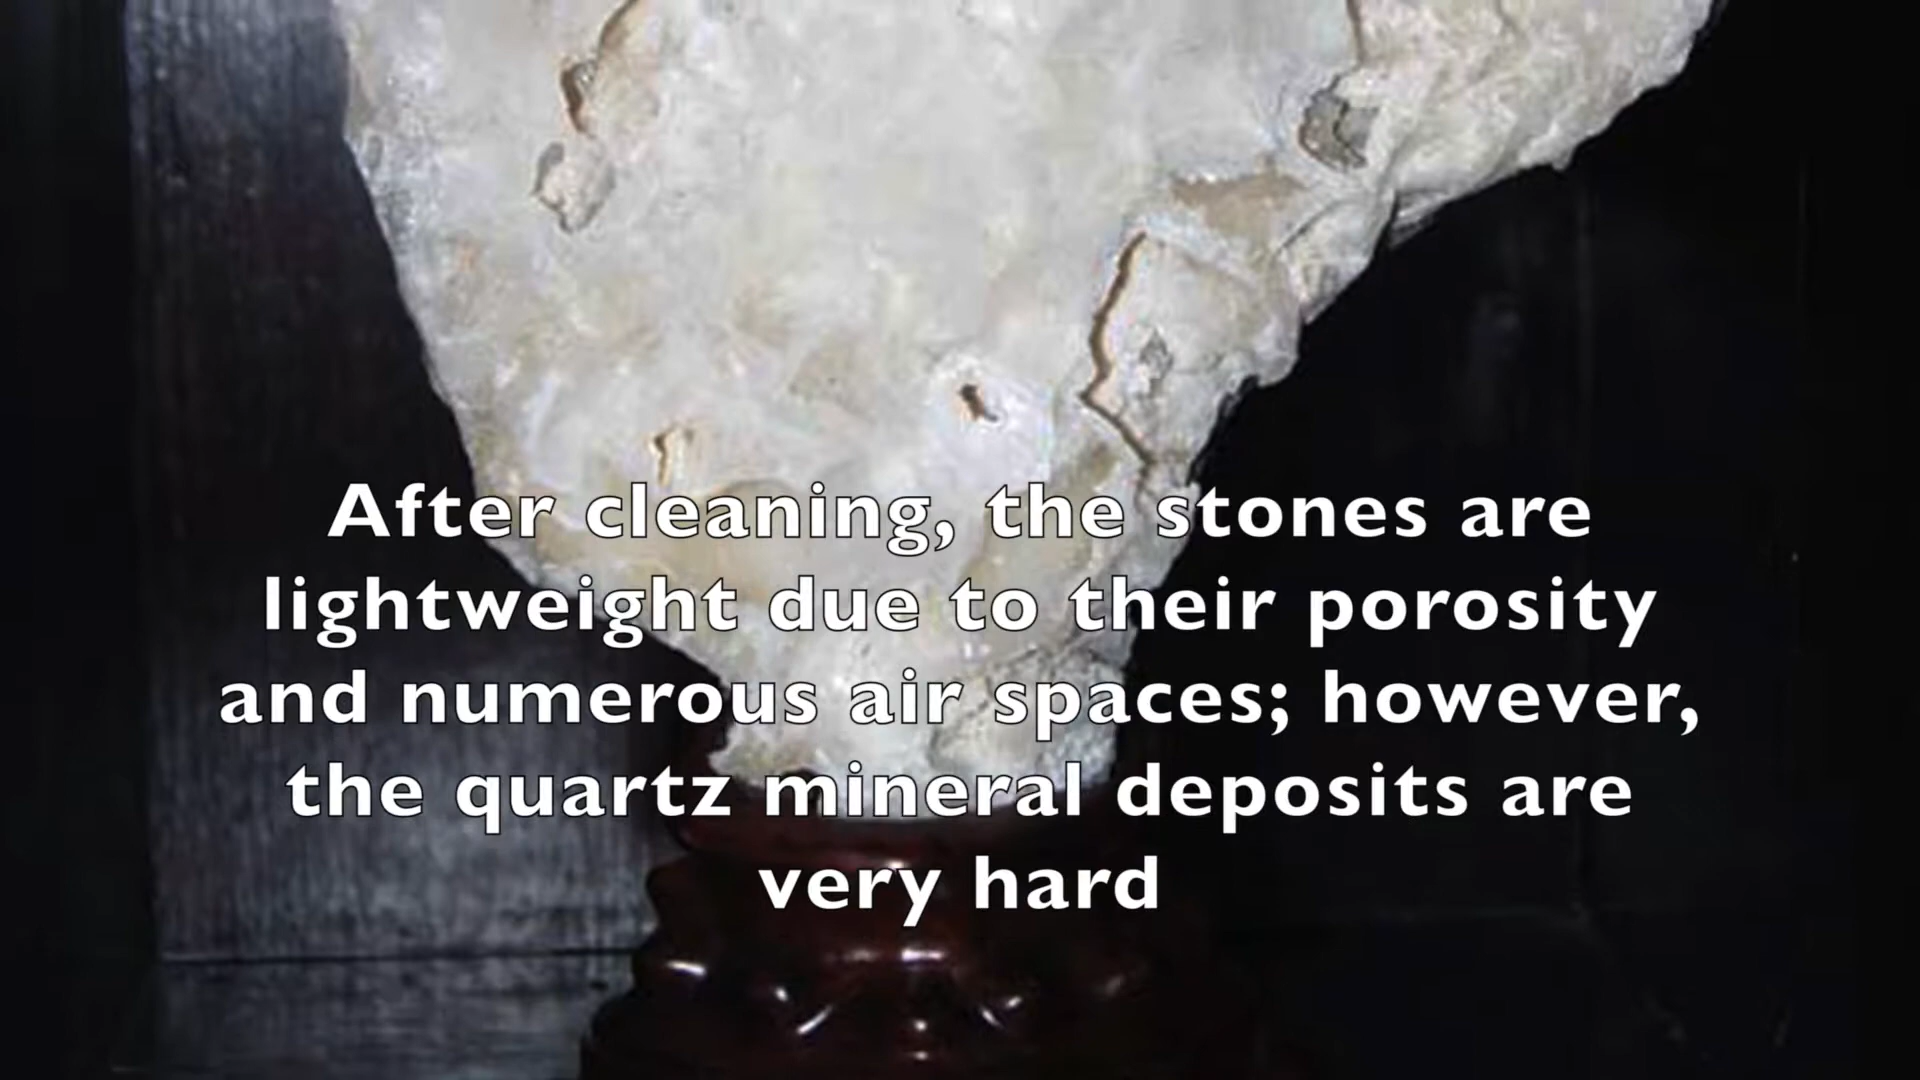 After cleaning, the stones are
lightweight due to their porosity
and numerous air spaces; however,
the quartz mineral deposits are
very hard